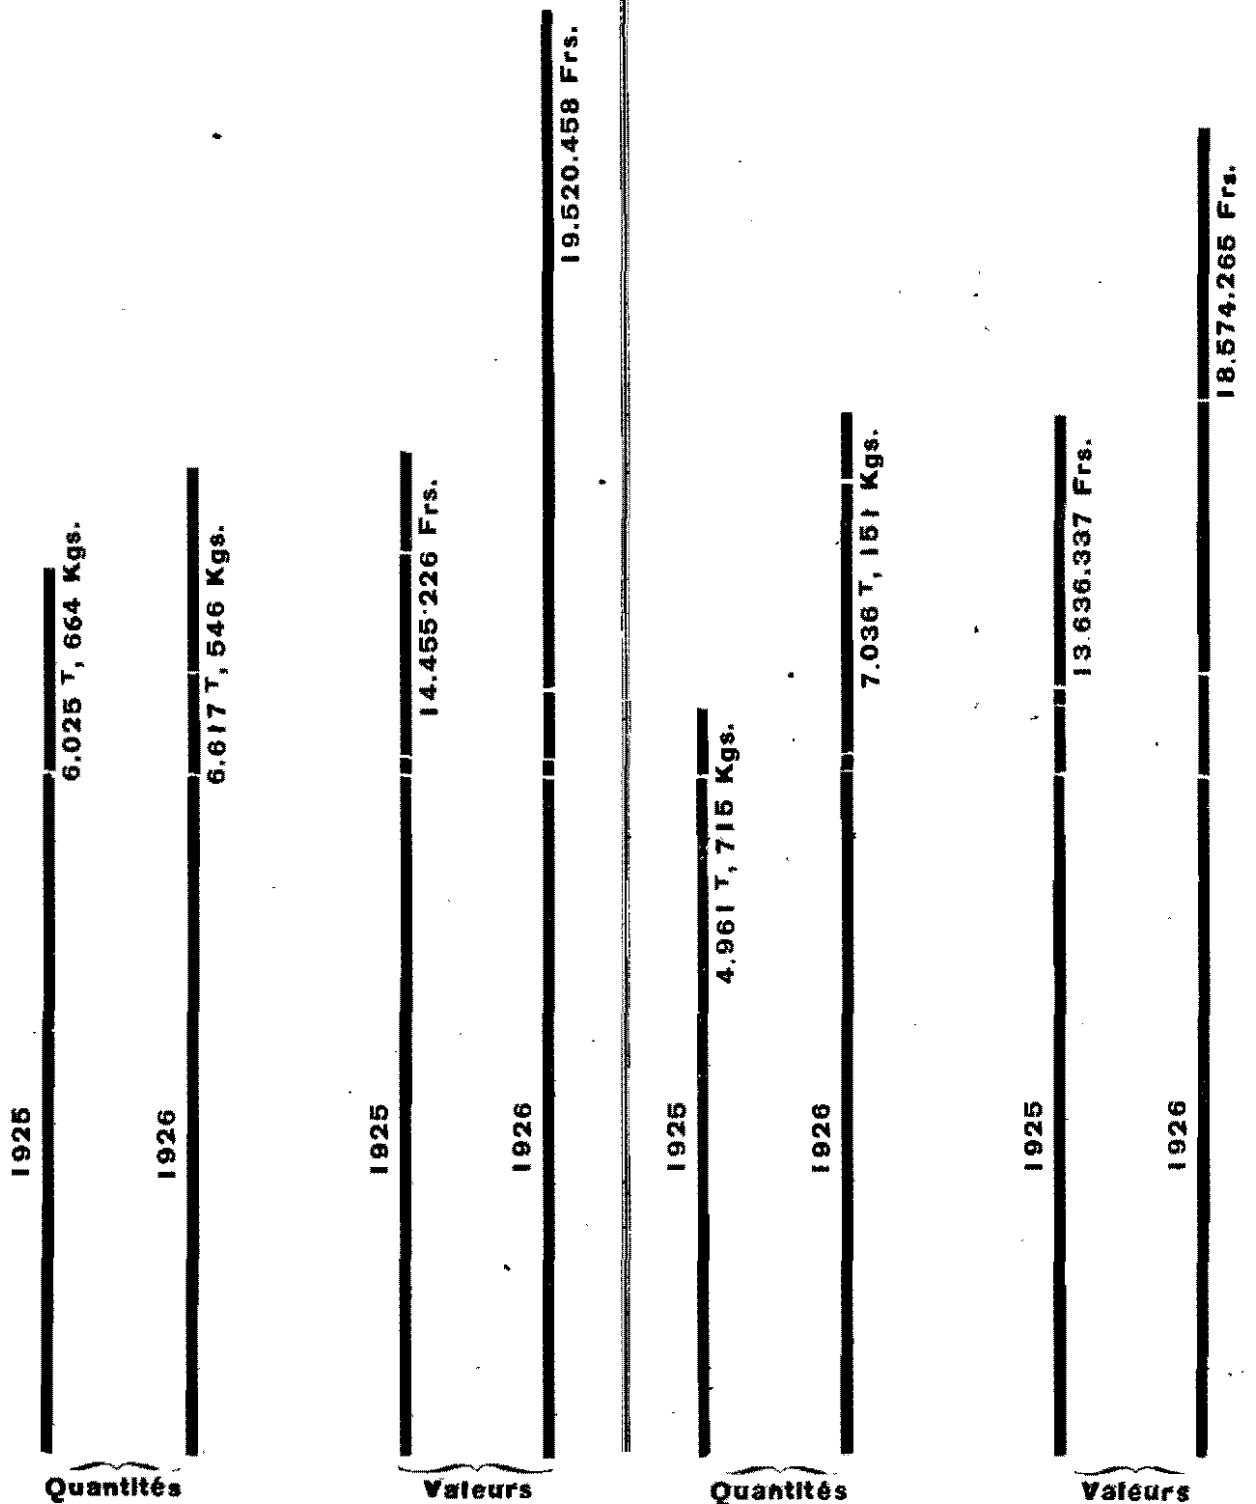 1925
6.025 T, 664 Kgs.
1926
6.617 T, 546 Kgs.
Quantités
1925
14.455.226 Frs.
1926
19.520.458 Frs.
Valeurs
1925
4.961 T, 715 Kgs.
1926
7.036 T, 151 Kgs.
Quantités
1925
13.636.337 Frs.
1926
18.574.265 Frs.
Valéurs